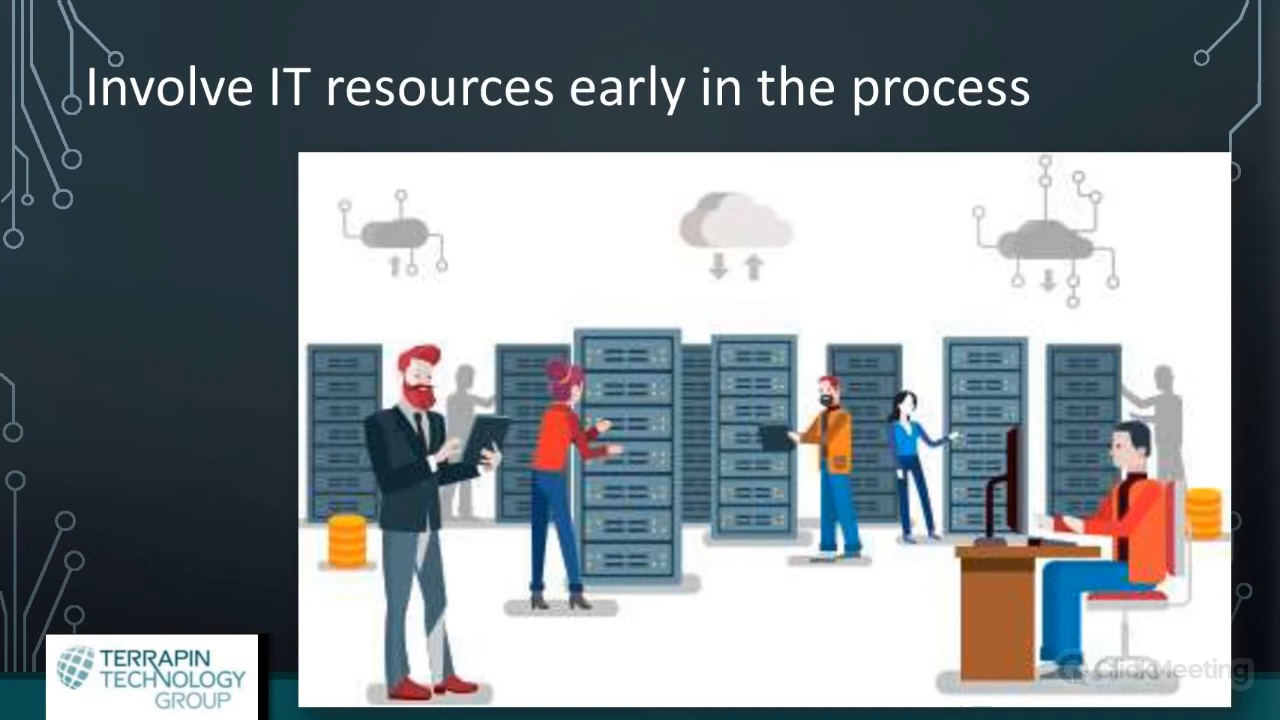 Involve IT resources early in the process
TERRAPIN
TECHNOLOGY
GROUP
ClickMeeting